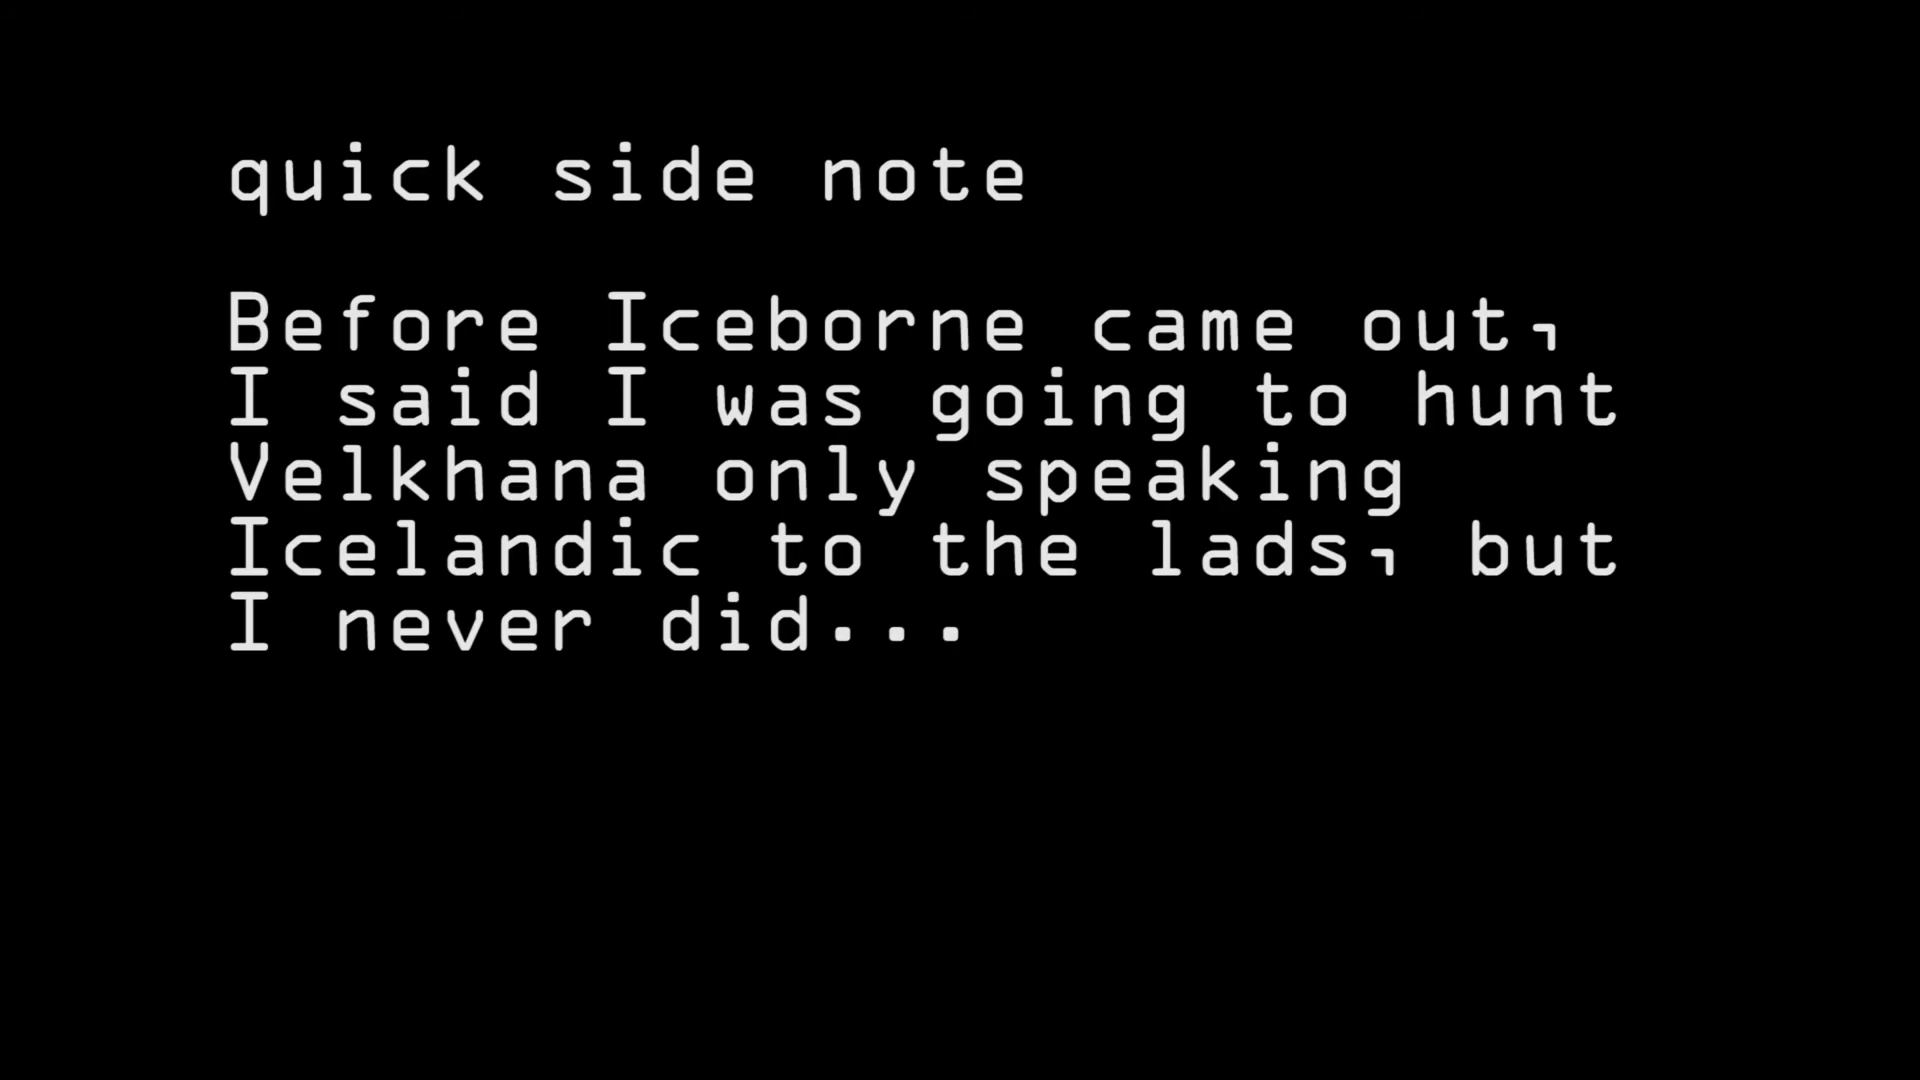 quick side note
Before Iceborne came out,
I said I was going to hunt
Velkhana only speaking
Icelandic to the lads, but
I never did...